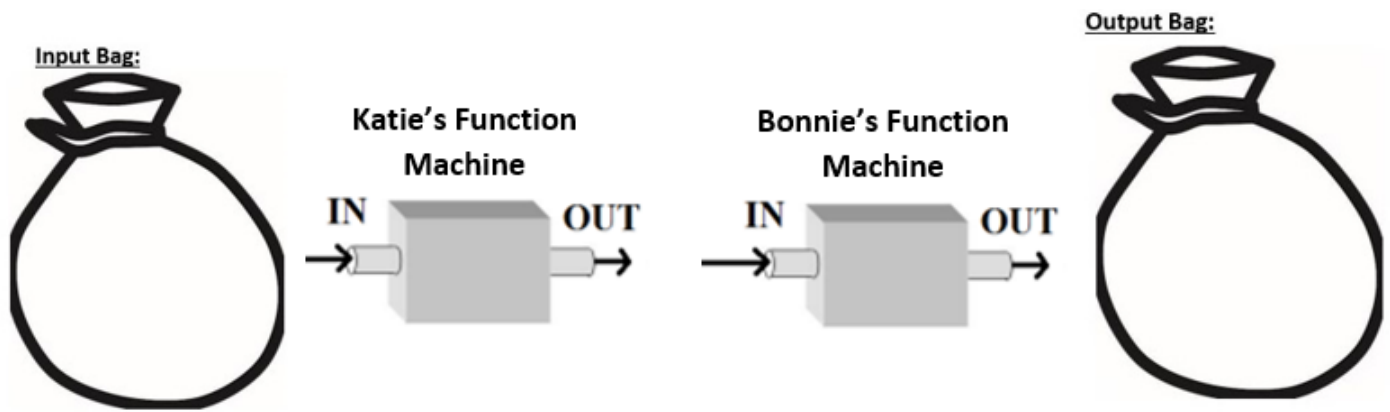 Input Bag:
Katie's Function
Machine
IN
OUT
Bonnie's Function
Machine
IN
OUT
Output Bag: